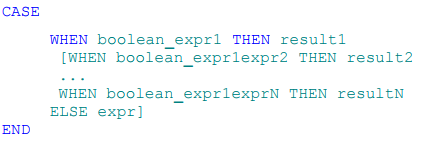 CASE
WHEN boolean_expr1 THEN result1
[WHEN boolean_expr1expr2 THEN result2
...
WHEN boolean_expr1exprN THEN resultN
ELSE expr]
END